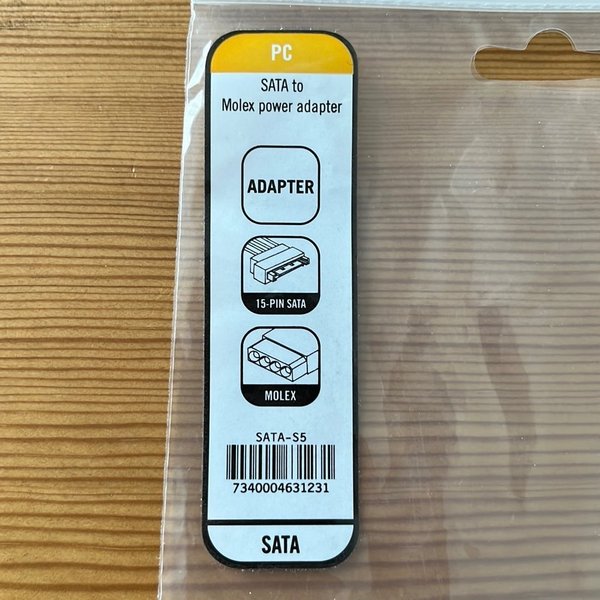 PC
SATA to
Molex power adapter
ADAPTER
15-PIN SATA
MOLEX
SATA-S5
7340004631231
SATA